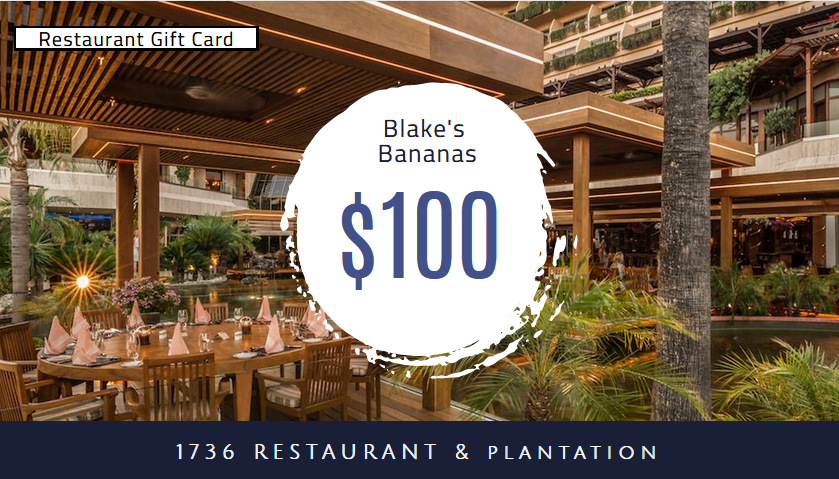 Restaurant Gift Card
Blake's
Bananas
$100
1736 RESTAURANT & PLANTATION